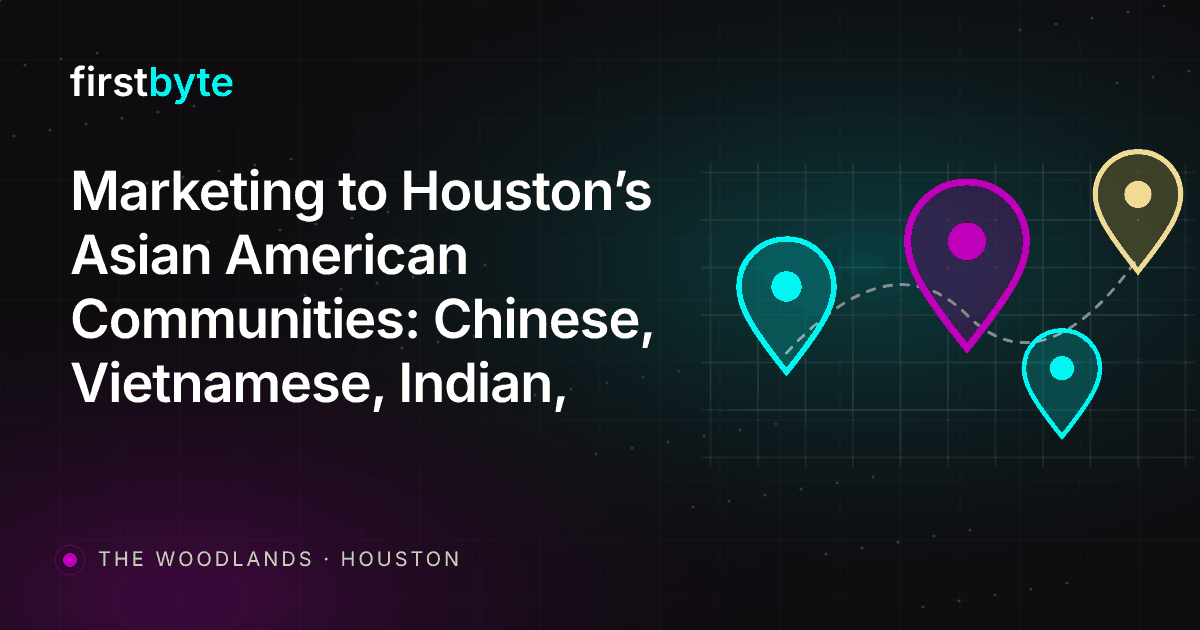 firstbyte
Marketing to Houston’s
Asian American
Communities: Chinese,
Vietnamese, Indian,
THE WOODLANDS · HOUSTON